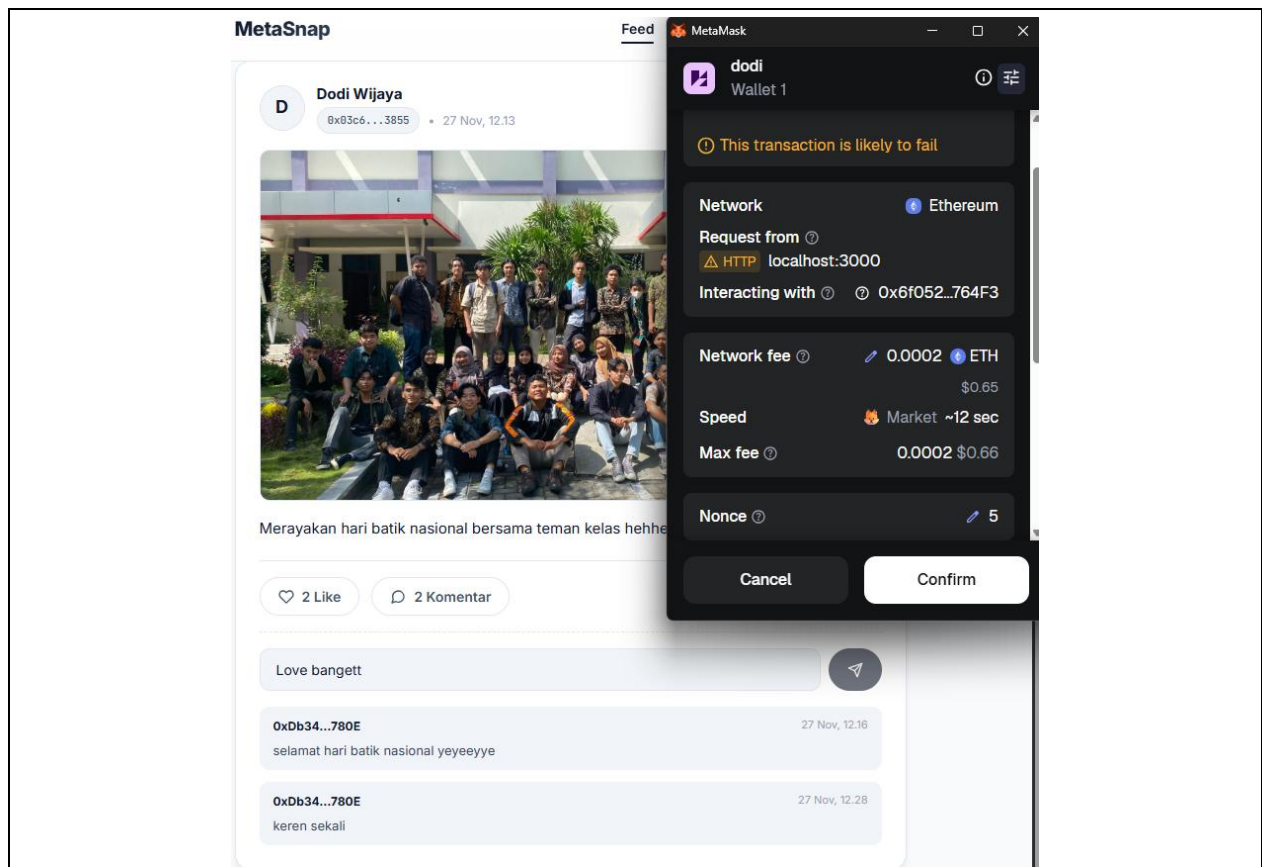 MetaSnap
Feed
D
Dodi Wijaya
0x03c6...3855 • 27 Nov, 12.13
Merayakan hari batik nasional bersama teman kelas hehhe
2 Like
2 Komentar
Love bangett
0xDb34...780E
27 Nov, 12.16
selamat hari batik nasional yeyeeyye
0xDb34...780E
27 Nov, 12.28
keren sekali
MetaMask
dodi
Wallet 1
This transaction is likely to fail
Network
Ethereum
Request from
HTTP localhost:3000
Interacting with
0x6f052...764F3
Network fee
0.0002 ETH
$0.65
Speed
Market ~12 sec
Max fee
0.0002 $0.66
Nonce
5
Cancel
Confirm